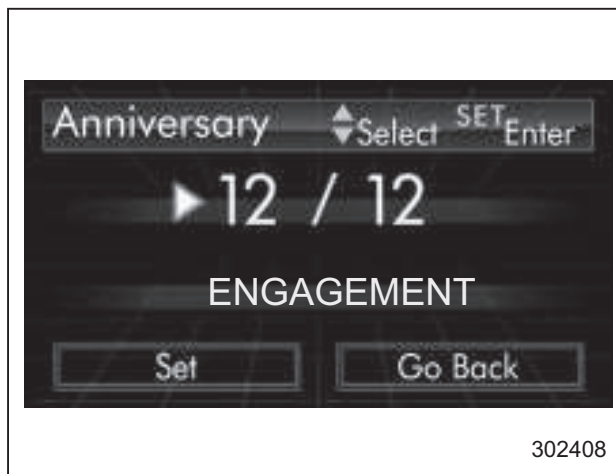 Anniversary Select SET Enter
12 / 12
ENGAGEMENT
Set Go Back
302408